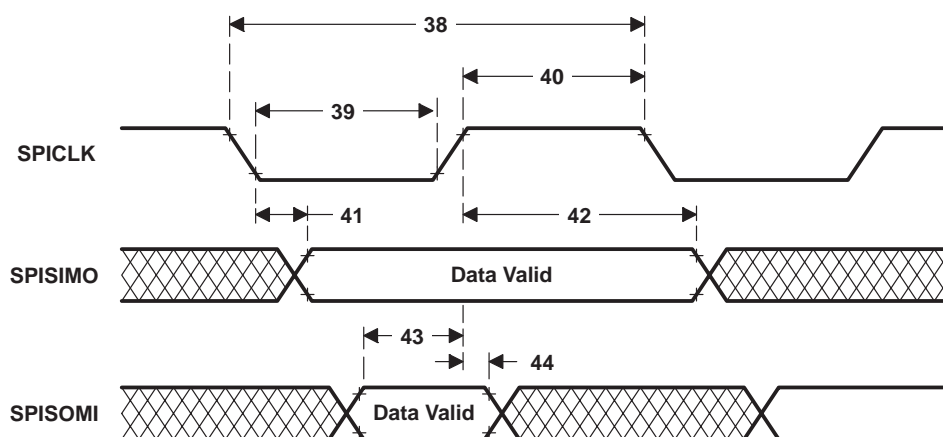 38
40
39
SPICLK
41
42
SPISIMO
Data Valid
43
44
SPISOMI
Data Valid